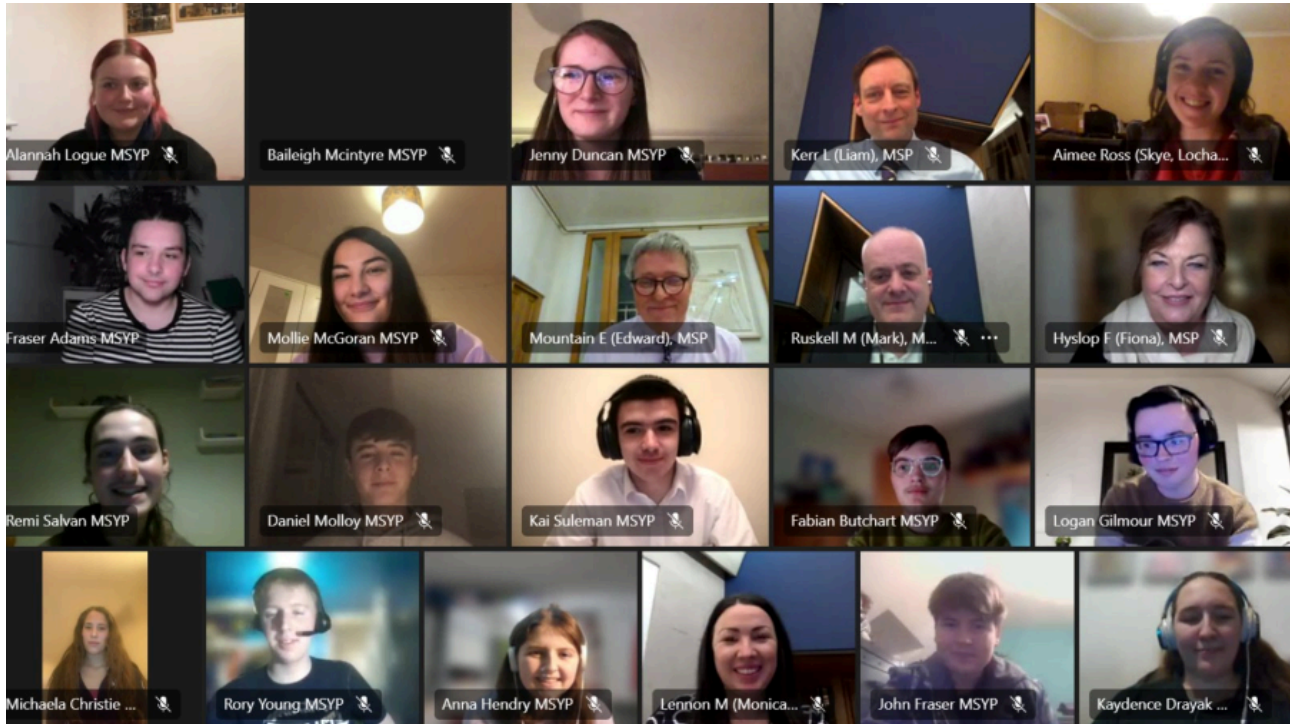 Alannah Logue MSYP
Baileigh Mcintyre MSYP
Jenny Duncan MSYP
Kerr L (Liam), MSP
Aimee Ross (Skye, Locha...
Fraser Adams MSYP
Mollie McGoran MSYP
Mountain E (Edward), MSP
Ruskell M (Mark), M...
Hyslop F (Fiona), MSP
Remi Salvan MSYP
Daniel Molloy MSYP
Kai Suleman MSYP
Fabian Butchart MSYP
Logan Gilmour MSYP
Michaela Christie ...
Rory Young MSYP
Anna Hendry MSYP
Lennon M (Monica...
John Fraser MSYP
Kaydence Drayak ...